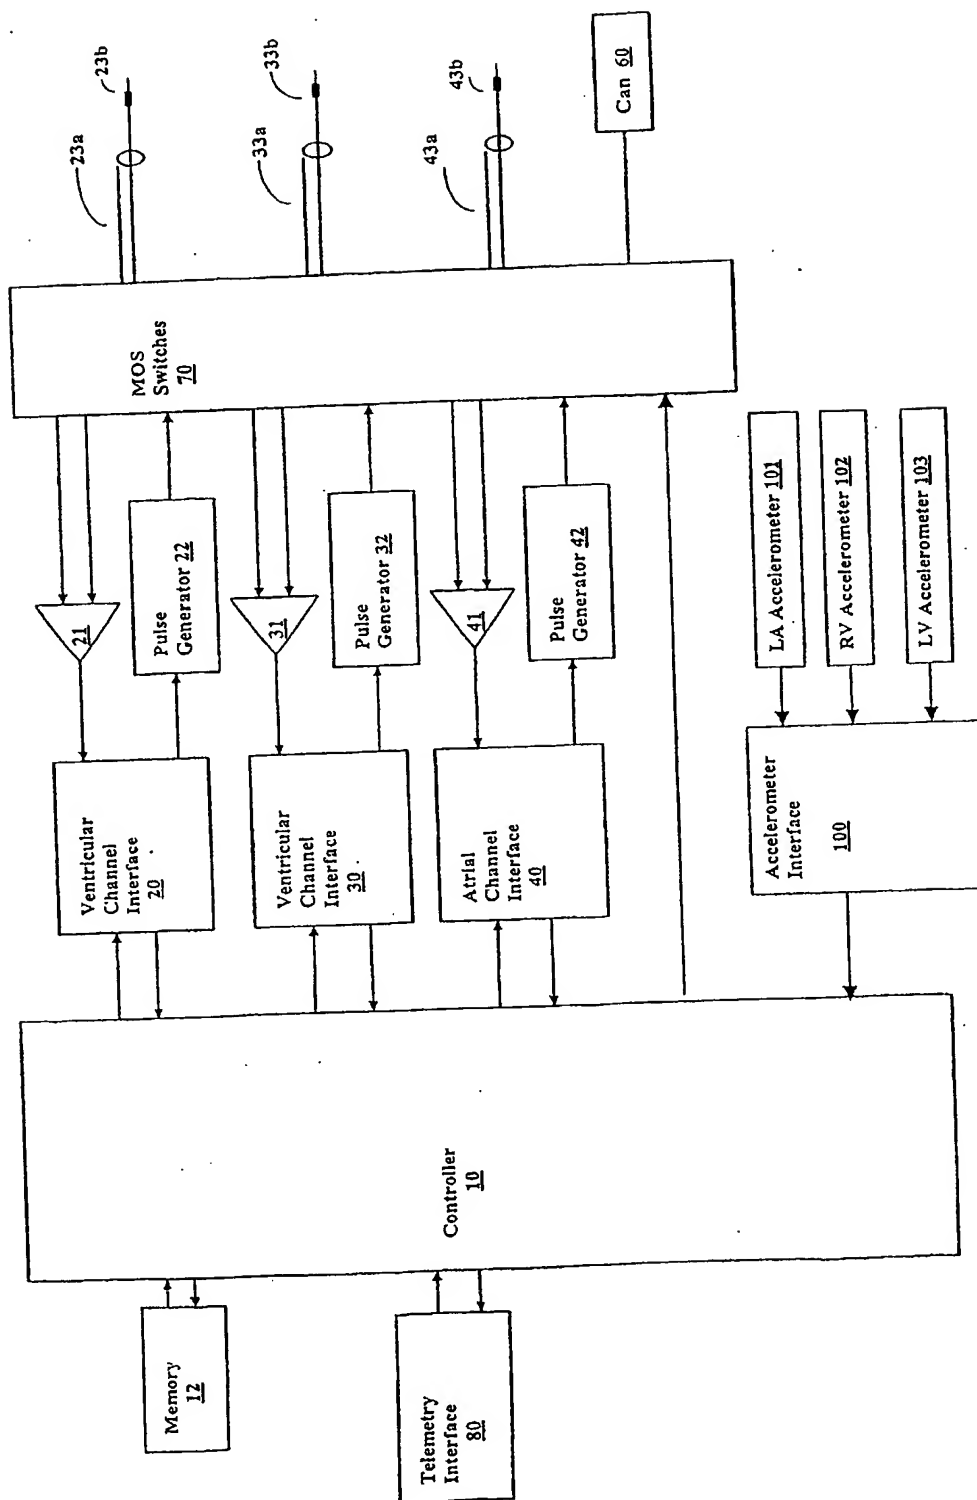 23a
23b
33a
33b
43a
43b
Can 60
MOS
Switches
70
21
Pulse
Generator 22
31
Pulse
Generator 32
41
Pulse
Generator 42
LA Accelerometer 101
RV Accelerometer 102
LV Accelerometer 103
Ventricular
Channel
Interface
20
Ventricular
Channel
Interface
30
Atrial
Channel
Interface
40
Accelerometer
Interface
100
Controller
10
Memory
12
Telemetry
Interface
80